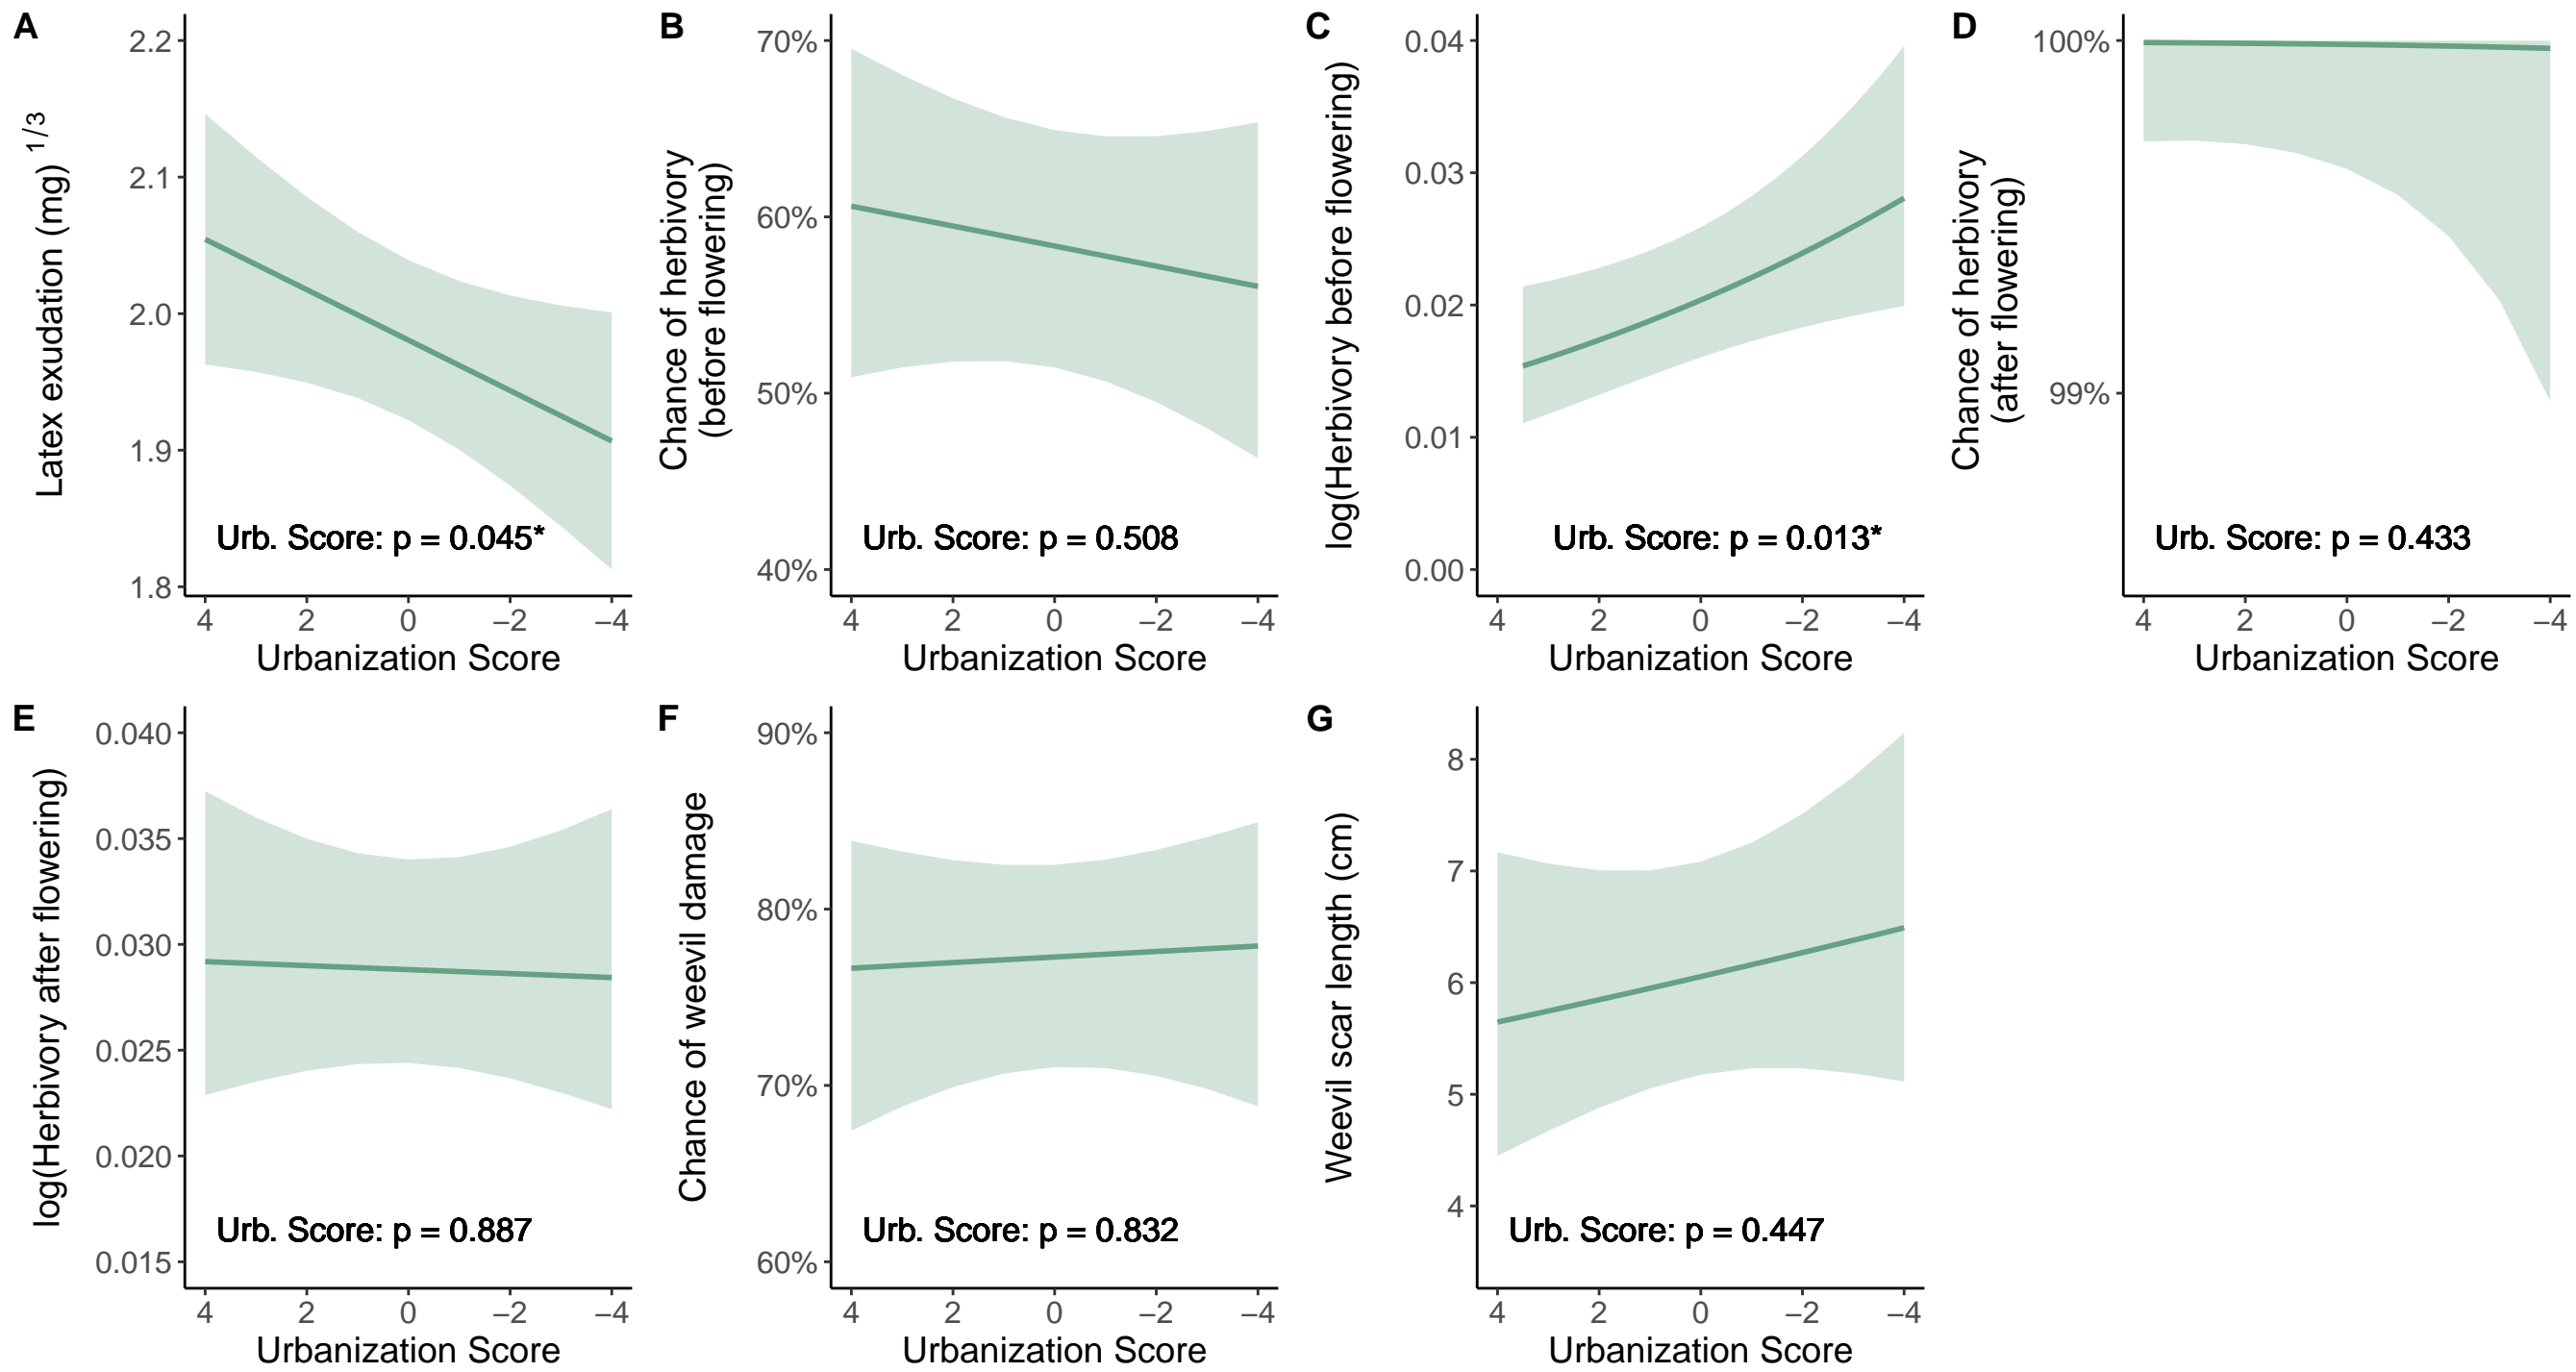 A
Latex exudation (mg) 1/3
2.2
2.1
2.0
1.9
1.8
Urb. Score: p = 0.045*
4 2 0 −2 −4
Urbanization Score
B
Chance of herbivory
(before flowering)
70%
60%
50%
40%
Urb. Score: p = 0.508
4 2 0 −2 −4
Urbanization Score
C
log(Herbivory before flowering)
0.04
0.03
0.02
0.01
0.00
Urb. Score: p = 0.013*
4 2 0 −2 −4
Urbanization Score
D
Chance of herbivory
(after flowering)
100%
99%
Urb. Score: p = 0.433
4 2 0 −2 −4
Urbanization Score
E
log(Herbivory after flowering)
0.040
0.035
0.030
0.025
0.020
0.015
Urb. Score: p = 0.887
4 2 0 −2 −4
Urbanization Score
F
Chance of weevil damage
90%
80%
70%
60%
Urb. Score: p = 0.832
4 2 0 −2 −4
Urbanization Score
G
Weevil scar length (cm)
8
7
6
5
4
Urb. Score: p = 0.447
4 2 0 −2 −4
Urbanization Score